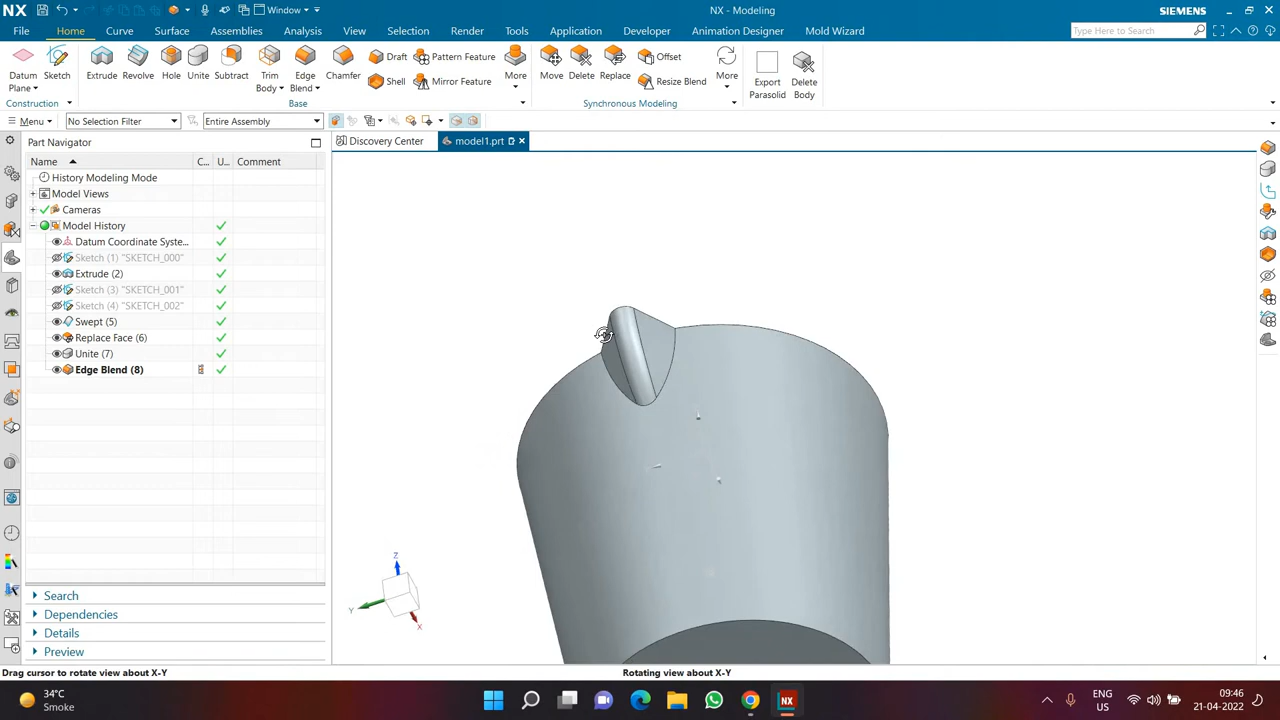 NX
Window
NX - Modeling
SIEMENS
File
Home
Curve
Surface
Assemblies
Analysis
View
Selection
Render
Tools
Application
Developer
Animation Designer
Mold Wizard
Type Here to Search
Datum Plane
Sketch
Extrude
Revolve
Hole
Unite
Subtract
Trim Body
Edge Blend
Chamfer
Draft
Shell
Pattern Feature
Mirror Feature
More
Move
Delete
Replace
Offset
Resize Blend
More
Export Parasolid
Delete Body
Construction
Base
Synchronous Modeling
Menu
No Selection Filter
Entire Assembly
Part Navigator
Discovery Center
model1.prt
Name
C...
U...
Comment
History Modeling Mode
Model Views
Cameras
Model History
Datum Coordinate Syste...
Sketch (1) "SKETCH_000"
Extrude (2)
Sketch (3) "SKETCH_001"
Sketch (4) "SKETCH_002"
Swept (5)
Replace Face (6)
Unite (7)
Edge Blend (8)
Z
Y
X
Search
Dependencies
Details
Preview
Drag cursor to rotate view about X-Y
Rotating view about X-Y
34°C
Smoke
NX
ENG
US
09:46
21-04-2022